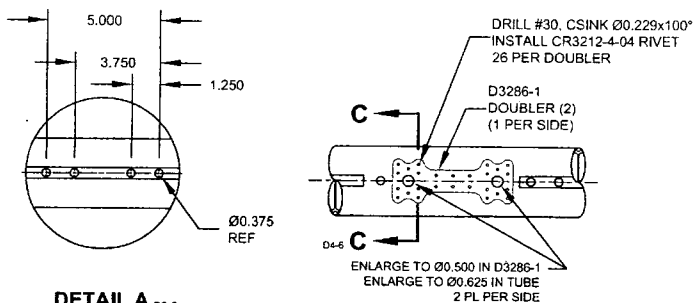 5.000
3.750
1.250
Ø0.375
REF
DETAIL A
DRILL #30, CSINK Ø0.229x100°
INSTALL CR3212-4-04 RIVET
26 PER DOUBLER
D3286-1
DOUBLER (2)
(1 PER SIDE)
C
D4-6 C
ENLARGE TO Ø0.500 IN D3286-1
ENLARGE TO Ø0.625 IN TUBE
2 PL PER SIDE